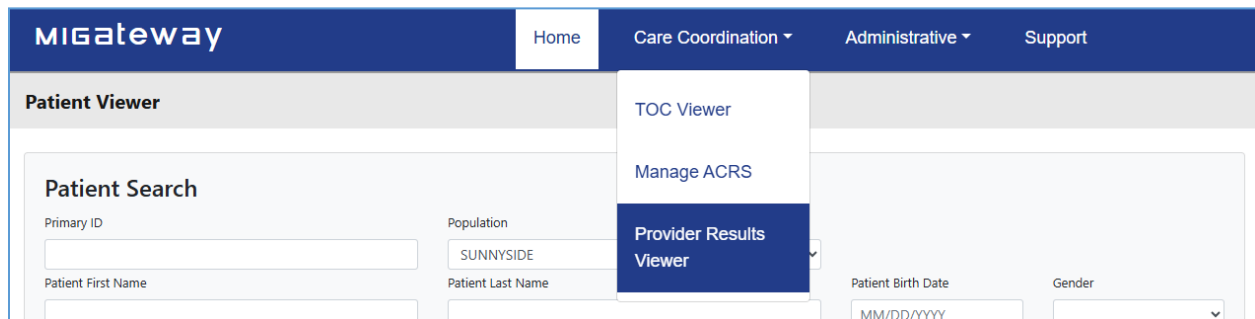 MIGateway
Home Care Coordination Administrative Support
Patient Viewer
TOC Viewer
Manage ACRS
Provider Results
Viewer
Patient Search
Primary ID Population
SUNNYSIDE
Patient First Name Patient Last Name Patient Birth Date Gender
MM/DD/YYYY